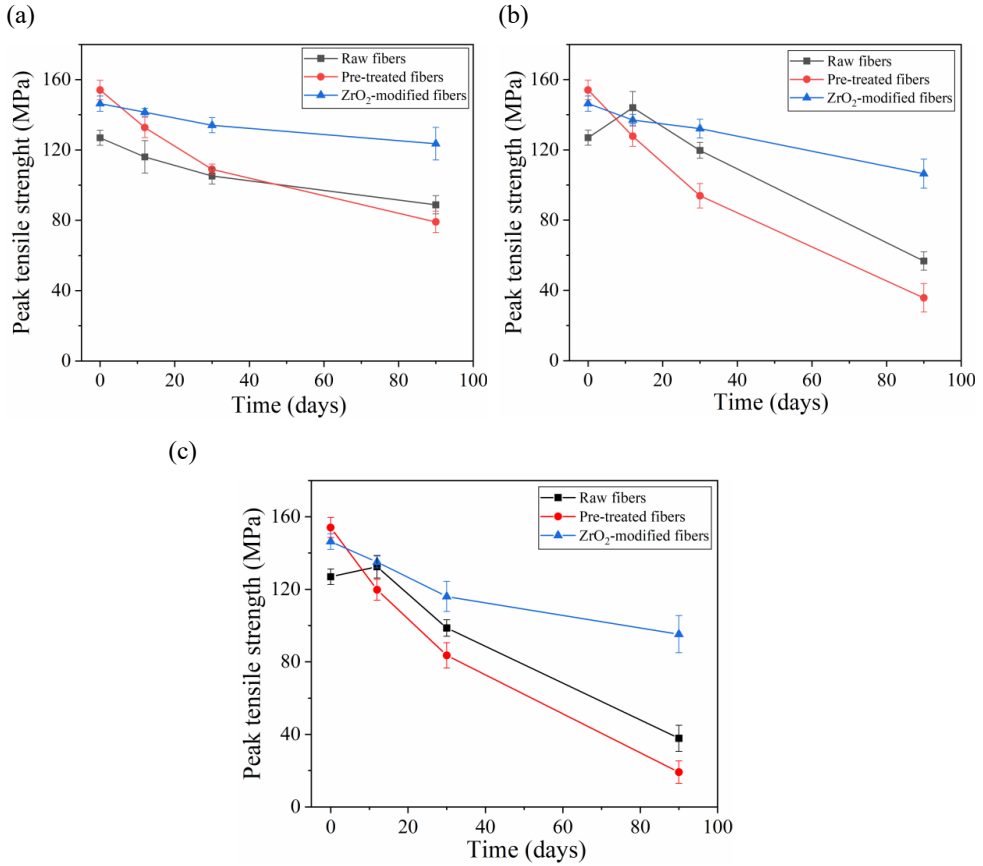 (a)
Peak tensile strenght (MPa)
160
120
80
40
0
Raw fibers
Pre-treated fibers
ZrO₂-modified fibers
0 20 40 60 80 100
Time (days)
(b)
Peak tensile strength (MPa)
160
120
80
40
0
Raw fibers
Pre-treated fibers
ZrO₂-modified fibers
0 20 40 60 80 100
Time (days)
(c)
Peak tensile strength (MPa)
160
120
80
40
0
Raw fibers
Pre-treated fibers
ZrO₂-modified fibers
0 20 40 60 80 100
Time (days)